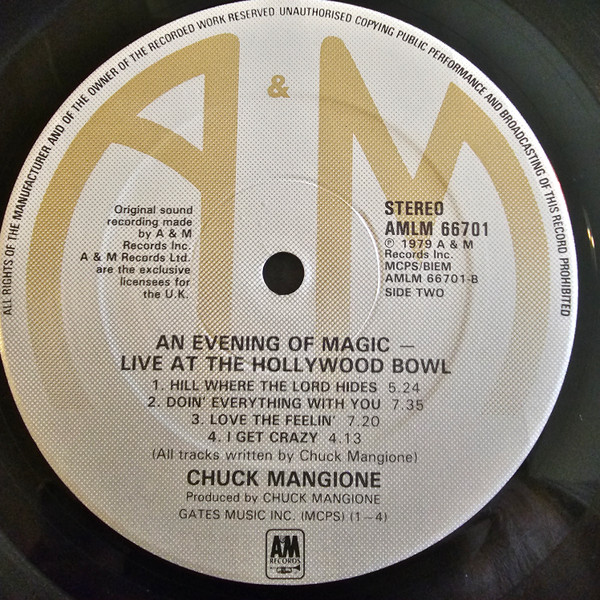 ALL RIGHTS OF THE MANUFACTURER AND OF THE OWNER OF THE RECORDED WORK RESERVED UNAUTHORISED COPYING PUBLIC PERFORMANCE AND BROADCASTING OF THIS RECORD PROHIBITED
A & M
Original sound
recording made
by A & M
Records Inc.
A & M Records Ltd.
are the exclusive
licensees for
the U.K.
STEREO
AMLM 66701
℗ 1979 A & M
Records Inc.
MCPS/BIEM
AMLM 66701-B
SIDE TWO
AN EVENING OF MAGIC —
LIVE AT THE HOLLYWOOD BOWL
1. HILL WHERE THE LORD HIDES 5.24
2. DOIN' EVERYTHING WITH YOU 7.35
3. LOVE THE FEELIN' 7.20
4. I GET CRAZY 4.13
(All tracks written by Chuck Mangione)
CHUCK MANGIONE
Produced by CHUCK MANGIONE
GATES MUSIC INC. (MCPS) (1–4)
A&M
RECORDS